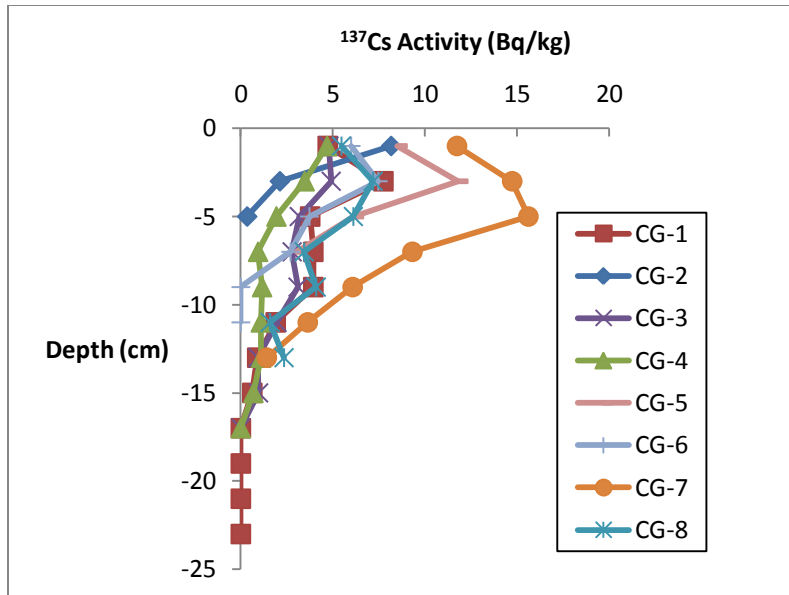 ¹³⁷Cs Activity (Bq/kg)
0 5 10 15 20
0
-5
-10
-15
-20
-25
Depth (cm)
CG-1
CG-2
CG-3
CG-4
CG-5
CG-6
CG-7
CG-8